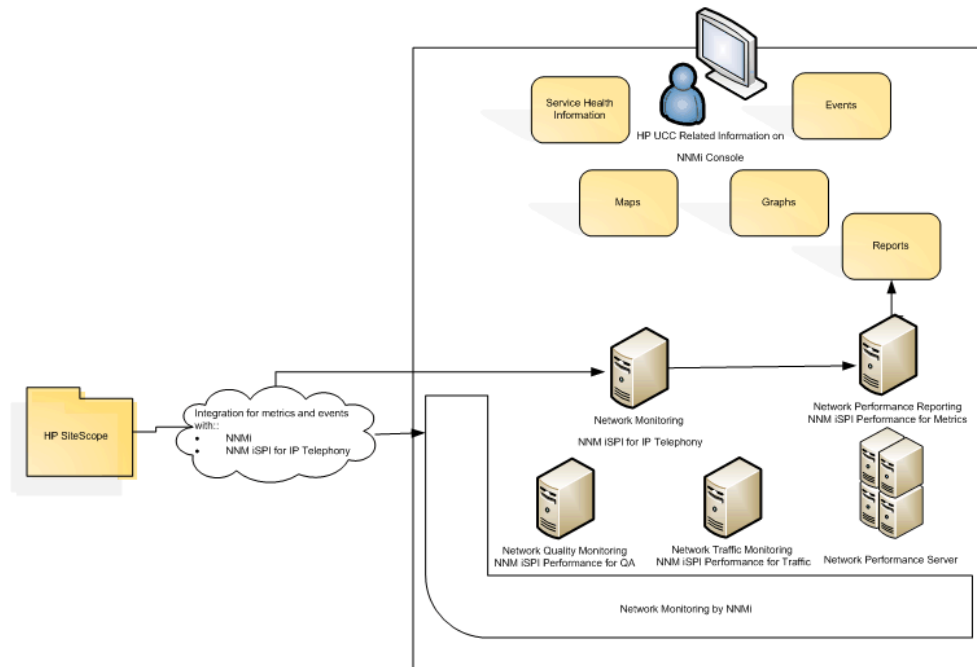 Service Health
Information
Events
HP UCC Related Information on
NNMi Console
Maps
Graphs
Reports
HP SiteScope
Integration for metrics and events
with::
• NNMi
• NNM iSPI for IP Telephony
Network Monitoring
NNM iSPI for IP Telephony
Network Performance Reporting
NNM iSPI Performance for Metrics
Network Quality Monitoring
NNM iSPI Performance for QA
Network Traffic Monitoring
NNM iSPI Performance for Traffic
Network Performance Server
Network Monitoring by NNMi